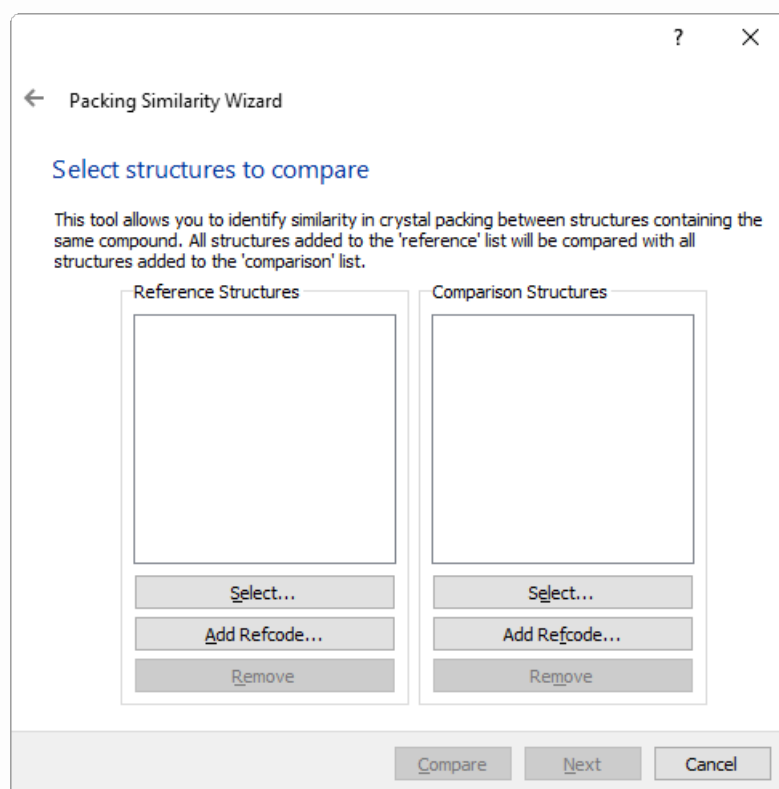 ?
Packing Similarity Wizard
Select structures to compare
This tool allows you to identify similarity in crystal packing between structures containing the
same compound. All structures added to the 'reference' list will be compared with all
structures added to the 'comparison' list.
Reference Structures
Comparison Structures
Select...
Select...
Add Refcode...
Add Refcode...
Remove
Remove
Compare
Next
Cancel